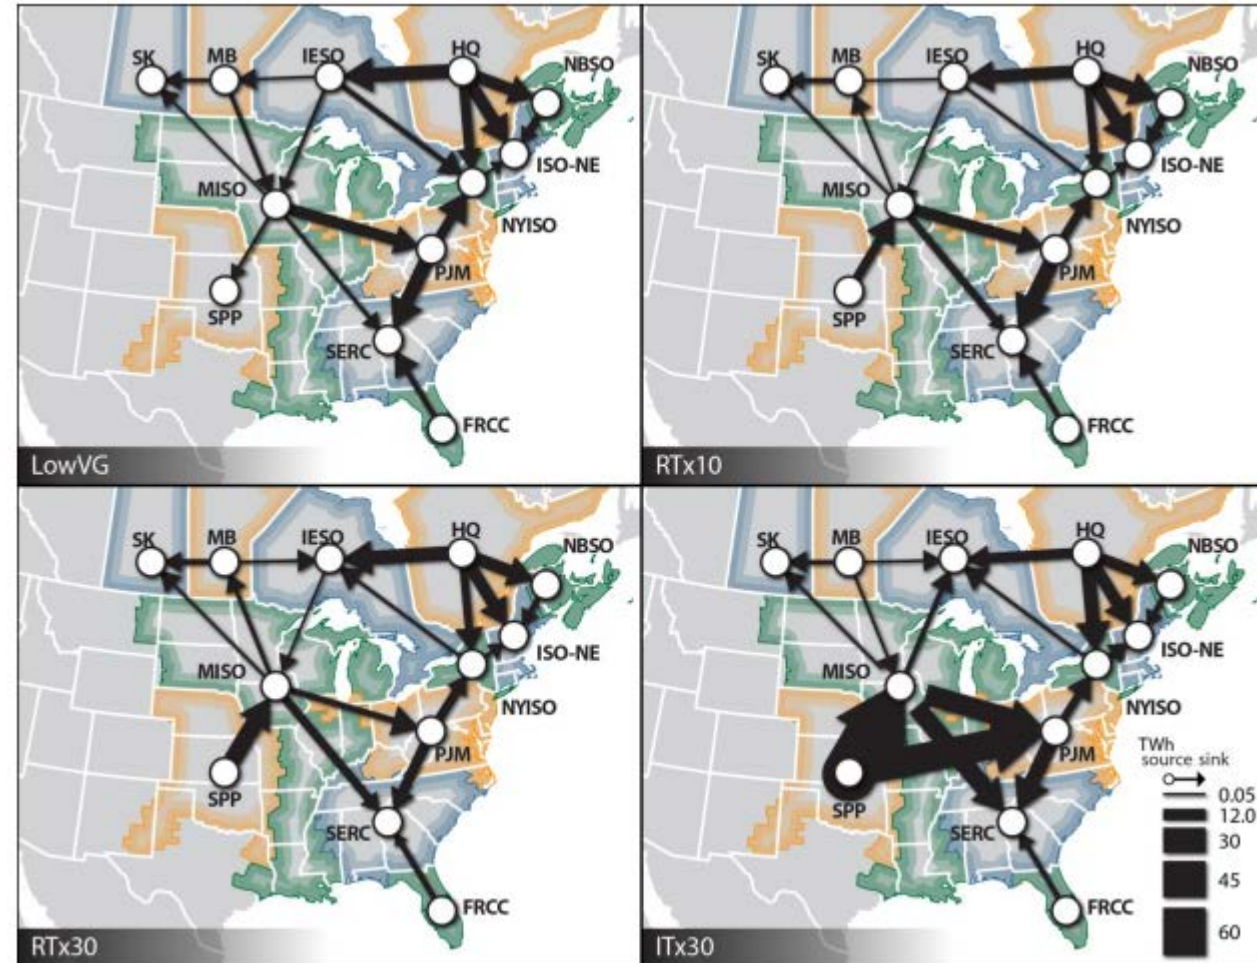 SK
MB
IESO
HQ
NBSO
ISO-NE
MISO
NYISO
PJM
SPP
SERC
FRCC
LowVG
SK
MB
IESO
HQ
NBSO
ISO-NE
MISO
NYISO
PJM
SPP
SERC
FRCC
RTx10
SK
MB
IESO
HQ
NBSO
ISO-NE
MISO
NYISO
PJM
SPP
SERC
FRCC
RTx30
SK
MB
IESO
HQ
NBSO
ISO-NE
MISO
NYISO
PJM
SPP
SERC
FRCC
ITx30
TWh
source sink
0.05
12.0
30
45
60